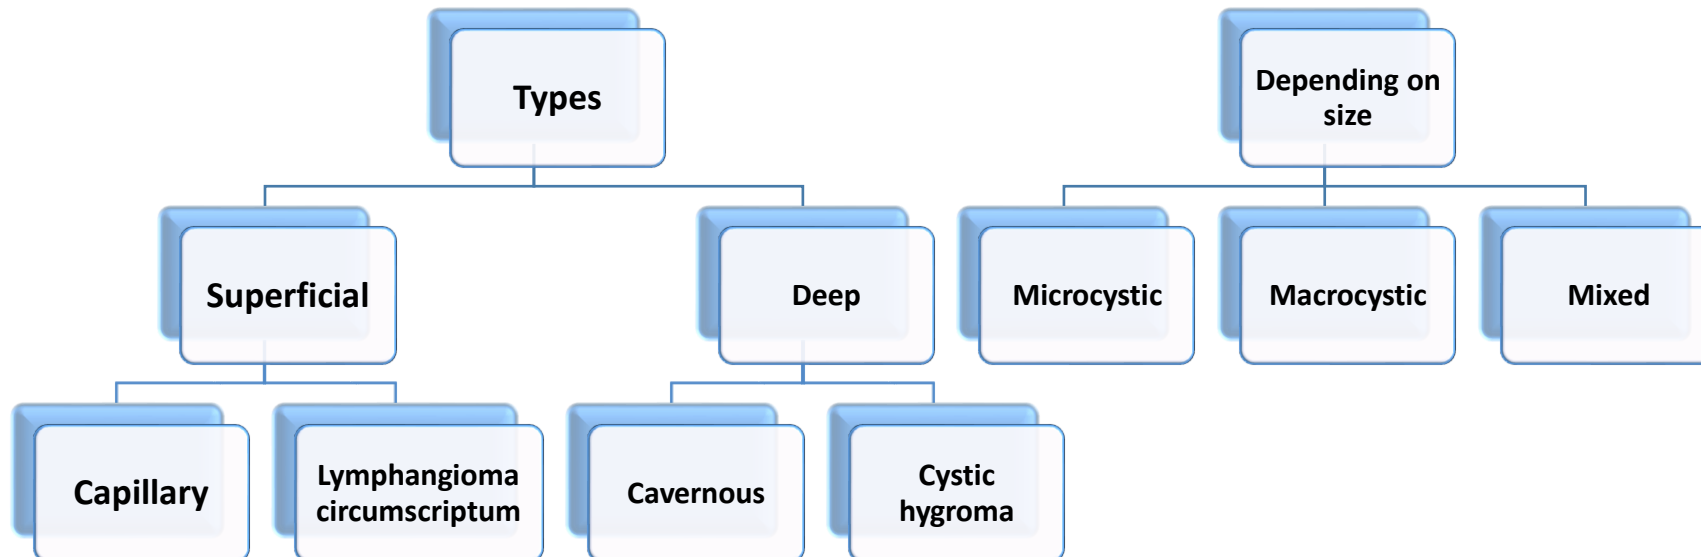 Types
Depending on
size
Superficial
Deep
Microcystic
Macrocystic
Mixed
Capillary
Lymphangioma
circumscriptum
Cavernous
Cystic
hygroma